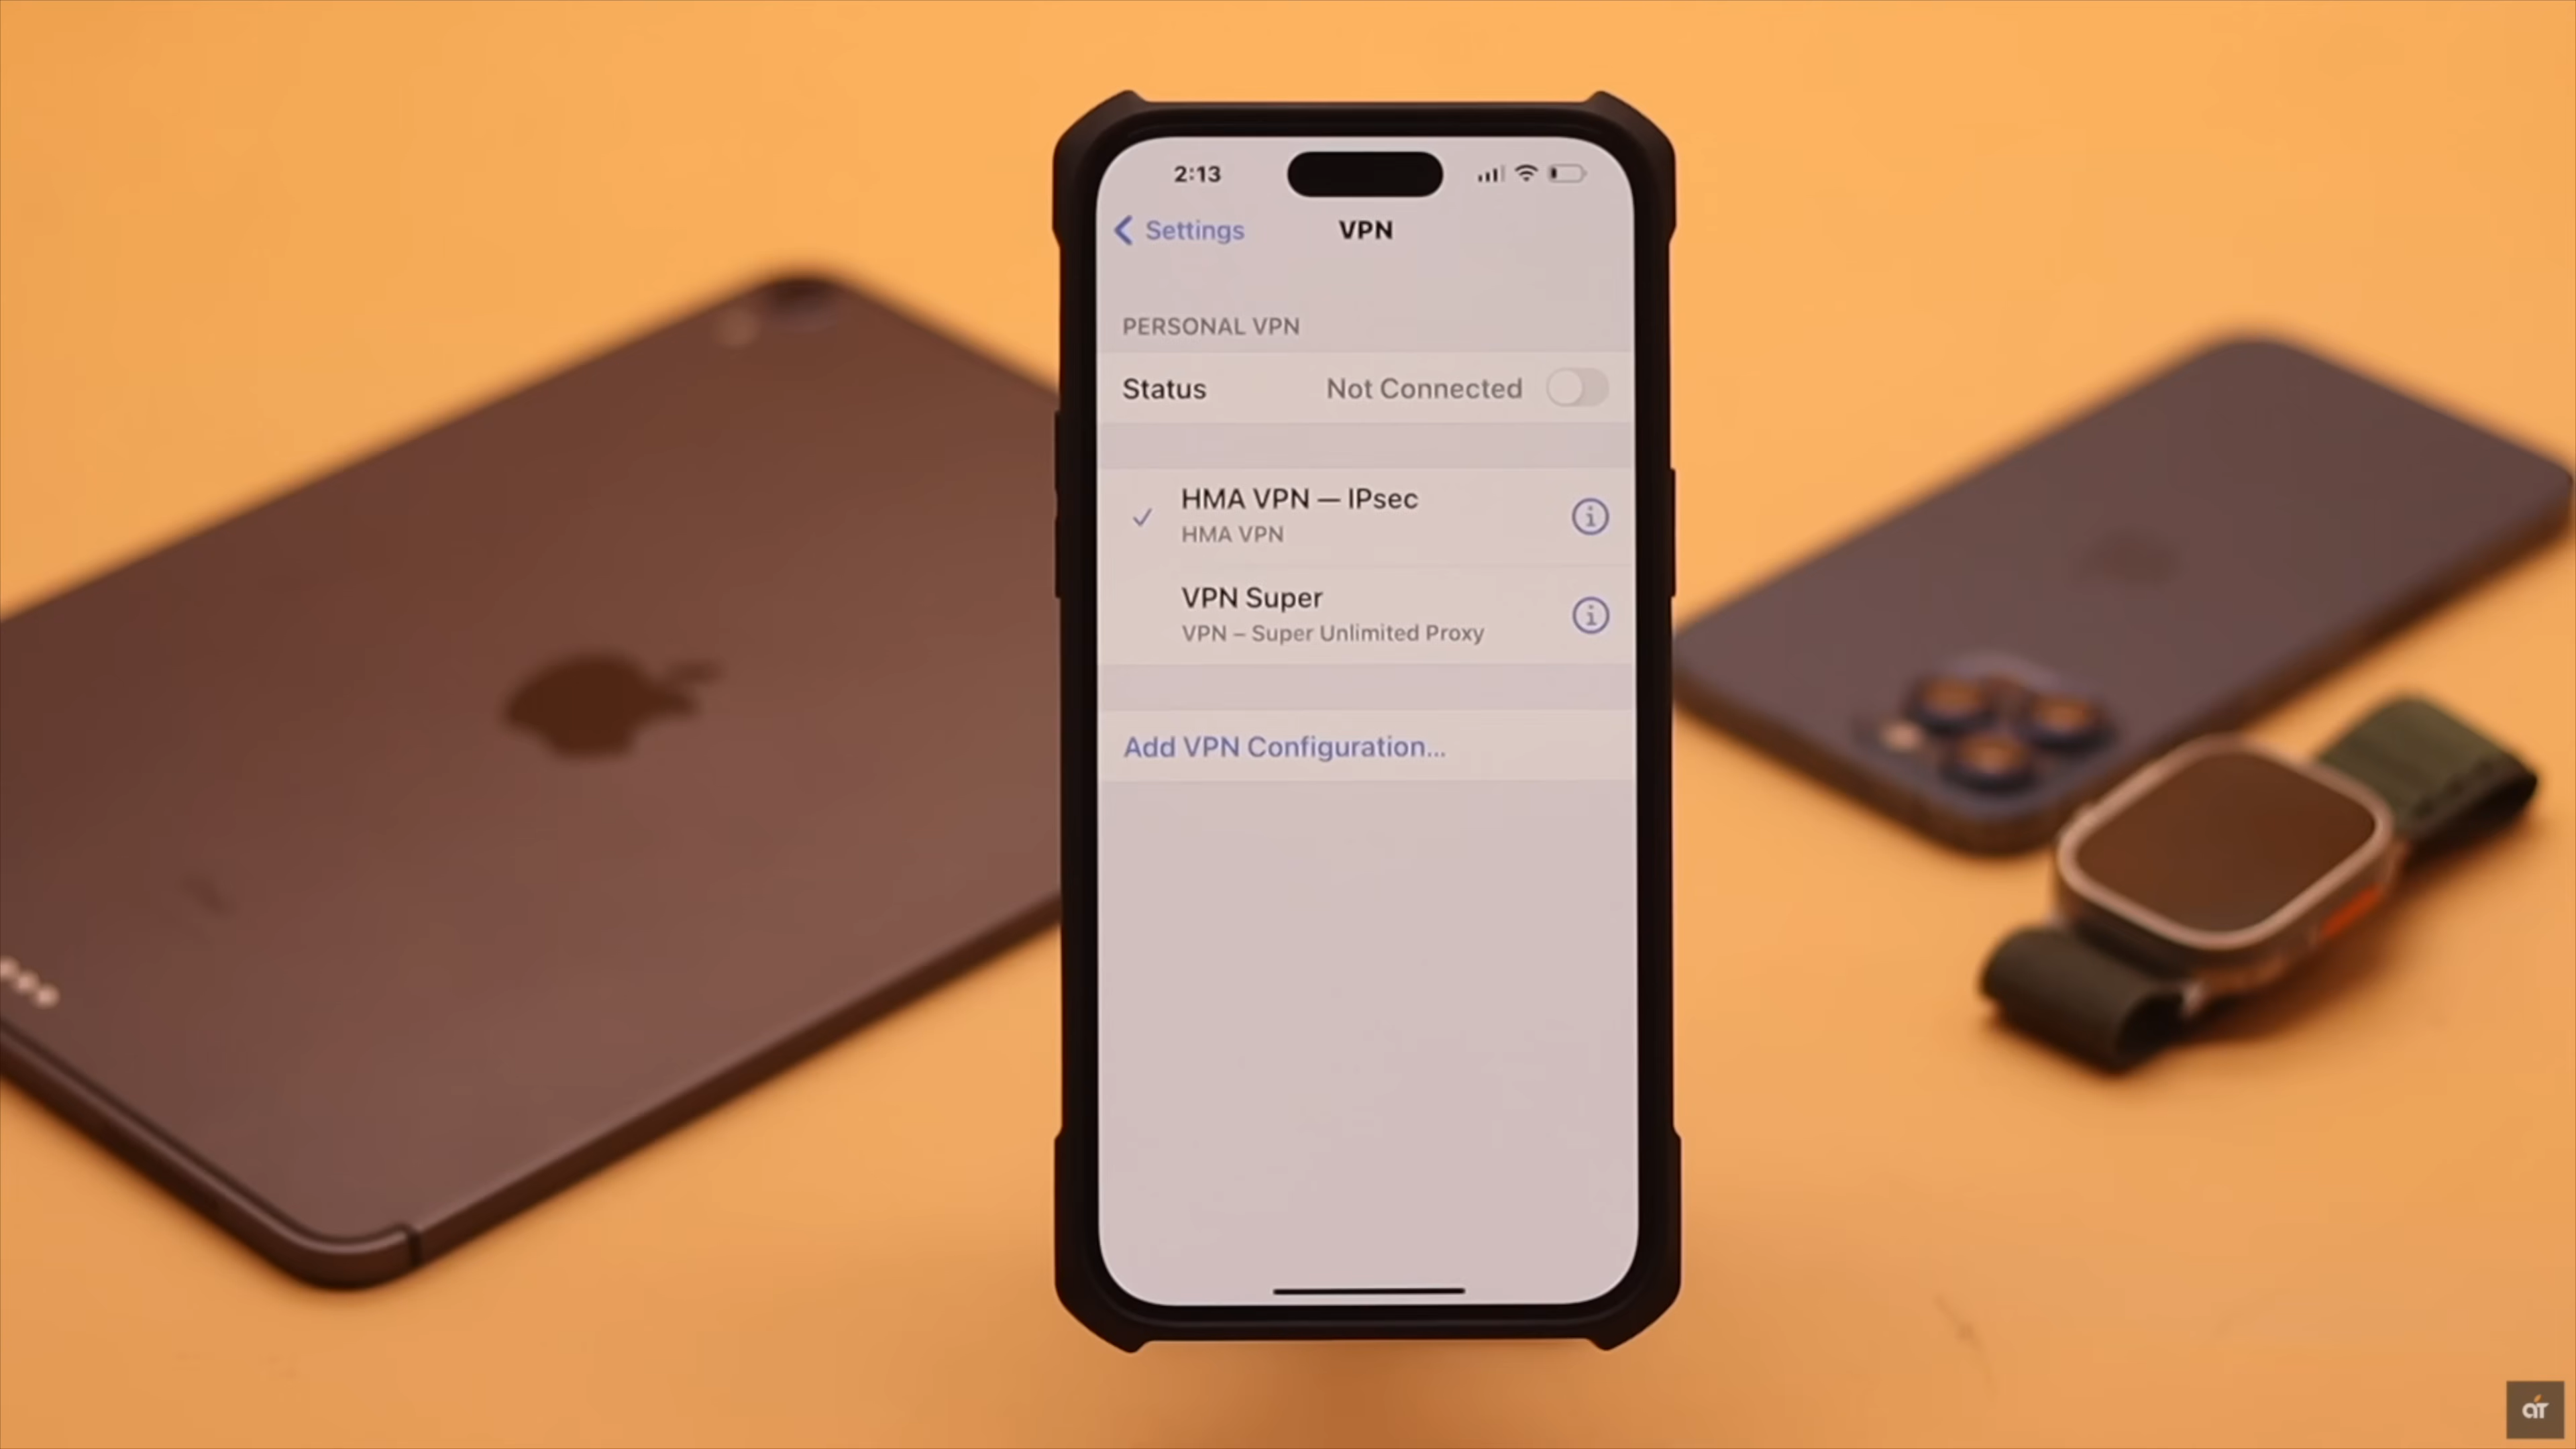 2:13
Settings
VPN
PERSONAL VPN
Status
Not Connected
HMA VPN — IPsec
HMA VPN
VPN Super
VPN – Super Unlimited Proxy
Add VPN Configuration...
aT